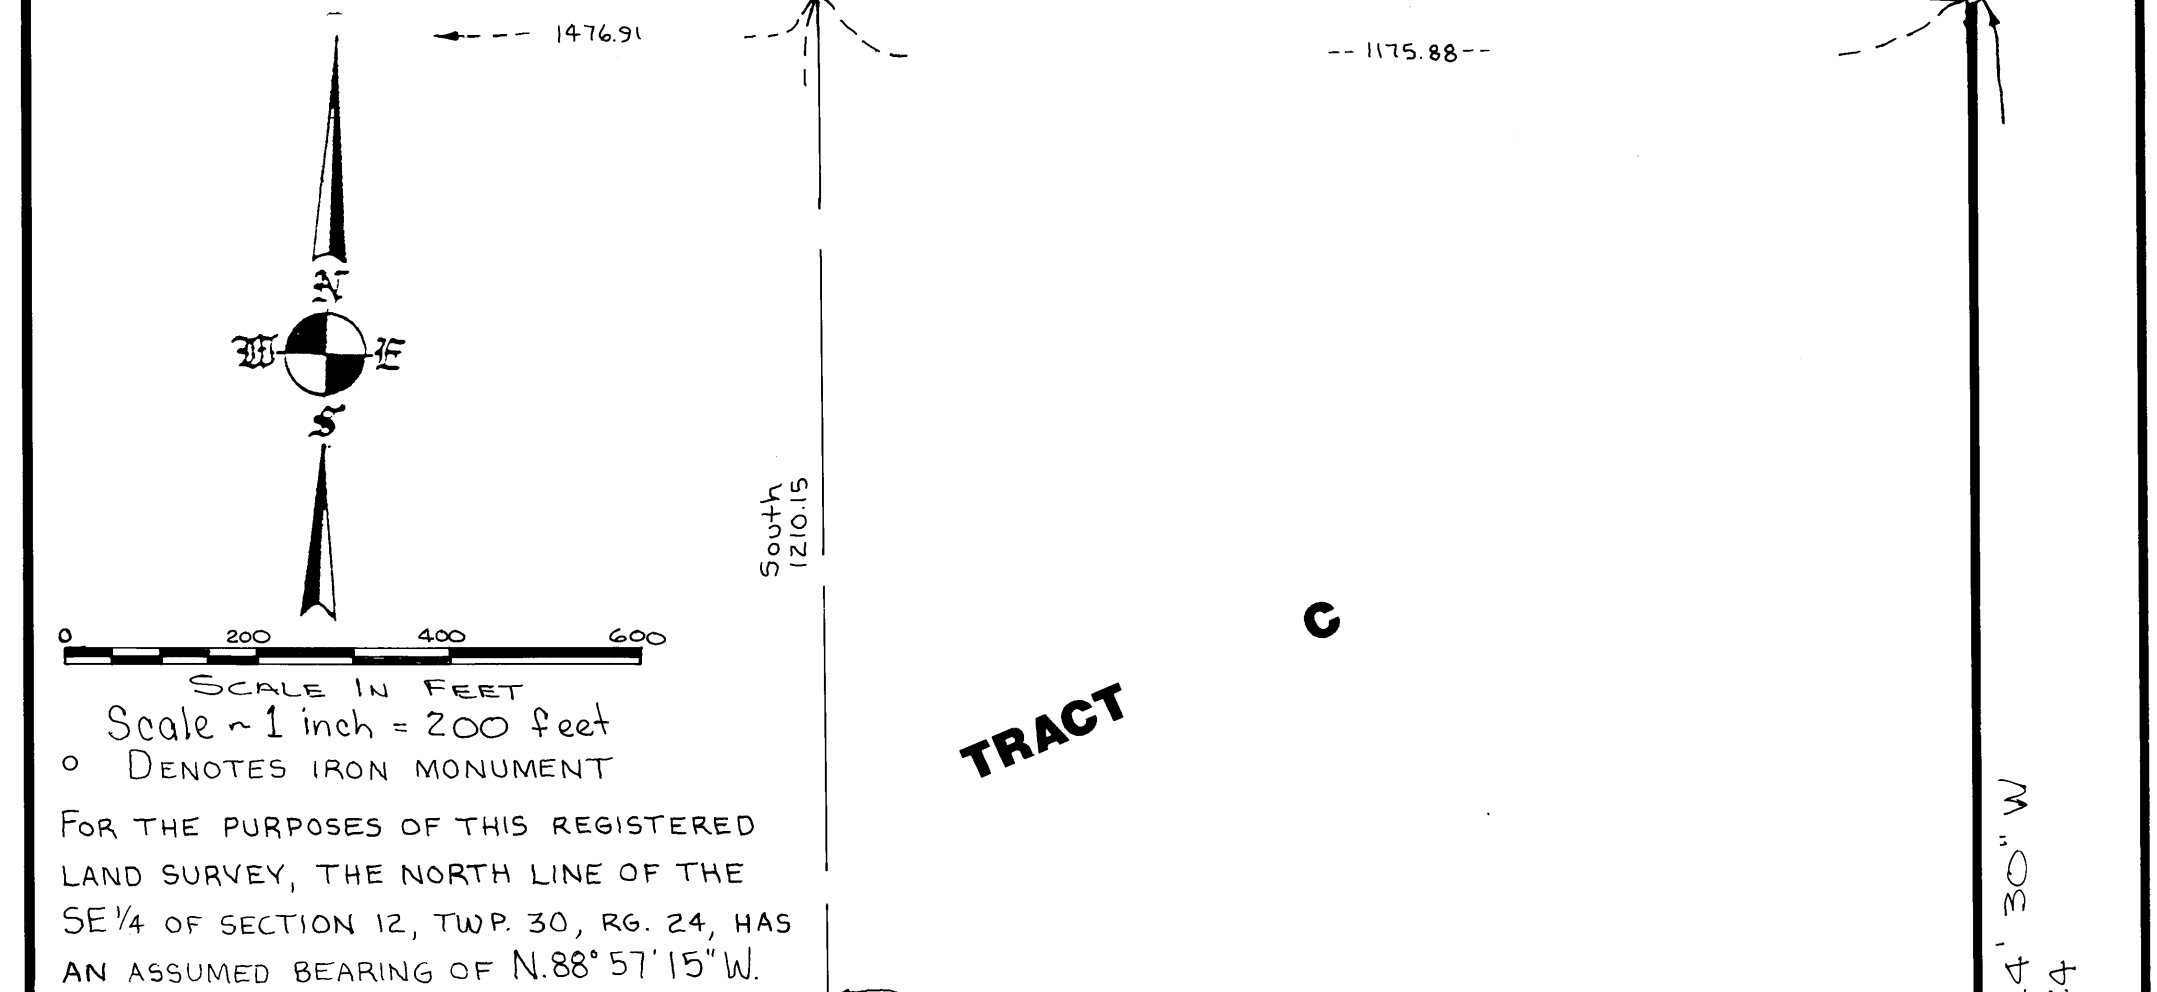 1476.91
-- 1175.88 --
N
W E
S
South
1210.15
0 200 400 600
SCALE IN FEET
Scale ~ 1 inch = 200 feet
o DENOTES IRON MONUMENT
FOR THE PURPOSES OF THIS REGISTERED
LAND SURVEY, THE NORTH LINE OF THE
SE 1/4 OF SECTION 12, TWP. 30, RG. 24, HAS
AN ASSUMED BEARING OF N.88°57'15"W.
TRACT C
4' 30" W